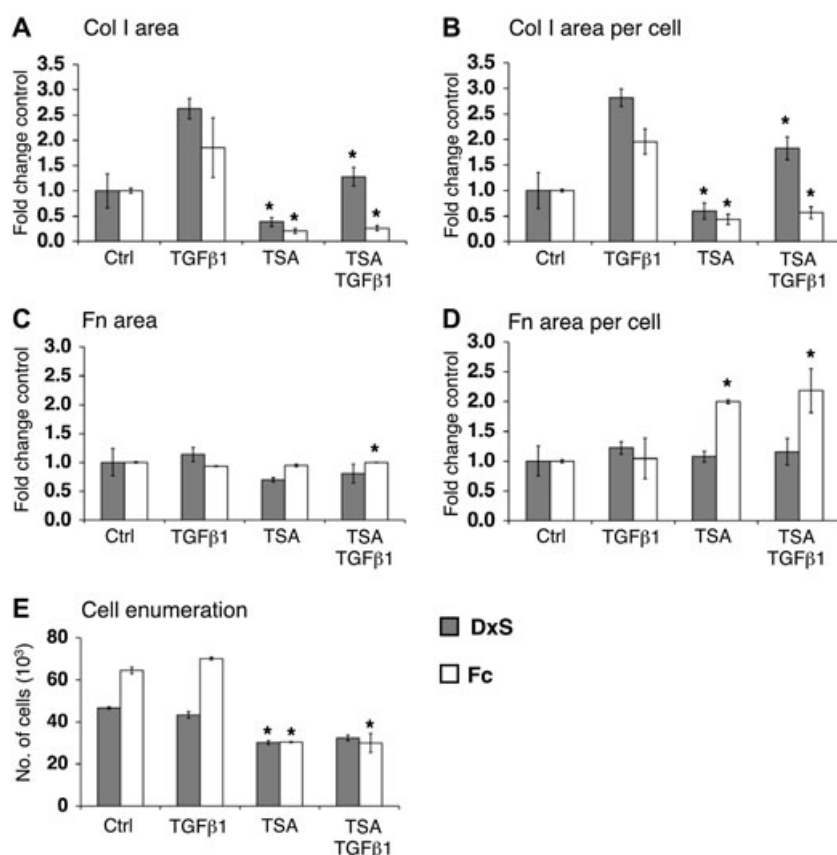 A Col I area
Fold change control
3.5
3.0
2.5
2.0
1.5
1.0
0.5
0.0
* * * *
Ctrl TGFβ1 TSA TSA
TGFβ1
B Col I area per cell
Fold change control
3.5
3.0
2.5
2.0
1.5
1.0
0.5
0.0
* * * *
Ctrl TGFβ1 TSA TSA
TGFβ1
C Fn area
Fold change control
3.0
2.5
2.0
1.5
1.0
0.5
0.0
*
Ctrl TGFβ1 TSA TSA
TGFβ1
D Fn area per cell
Fold change control
3.0
2.5
2.0
1.5
1.0
0.5
0.0
* *
Ctrl TGFβ1 TSA TSA
TGFβ1
E Cell enumeration
No. of cells (10³)
80
60
40
20
0
* * *
Ctrl TGFβ1 TSA TSA
TGFβ1
DxS
Fc